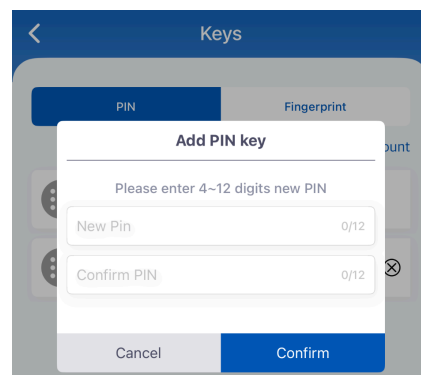 Keys
PIN Fingerprint
ount
Add PIN key
Please enter 4~12 digits new PIN
New Pin 0/12
Confirm PIN 0/12
Cancel Confirm